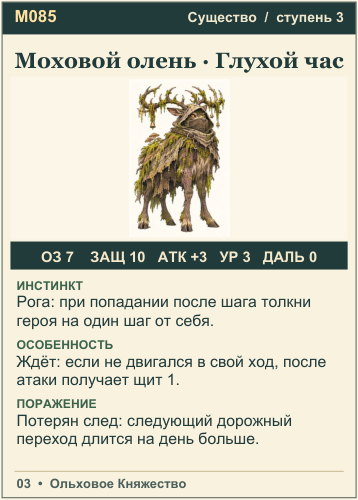 M085
Существо / ступень 3
Моховой олень · Глухой час
ОЗ 7 ЗАЩ 10 АТК +3 УР 3 ДАЛЬ 0
ИНСТИНКТ
Рога: при попадании после шага толкни
героя на один шаг от себя.
ОСОБЕННОСТЬ
Ждёт: если не двигался в свой ход, после
атаки получает щит 1.
ПОРАЖЕНИЕ
Потерян след: следующий дорожный
переход длится на день больше.
03 • Ольховое Княжество